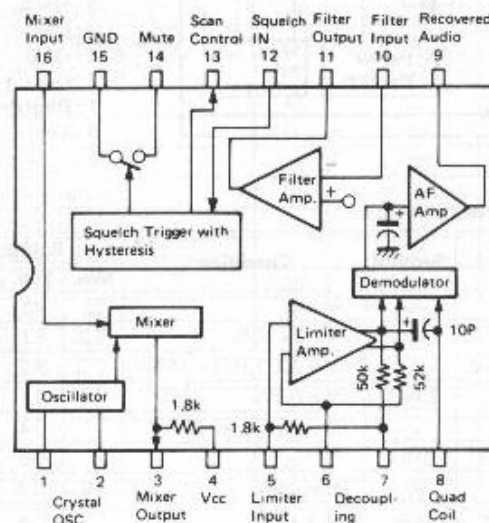 Mixer Input 16
GND 15
Mute 14
Scan Control 13
Squelch IN 12
Filter Output 11
Filter Input 10
Recovered Audio 9
Filter Amp.
AF Amp
Squelch Trigger with Hysteresis
Demodulator
Mixer
Limiter Amp.
10P
Oscillator
1.8k
1.8k
50k
52k
1 2 3 4 5 6 7 8
Crystal OSC
Mixer Output
Vcc
Limiter Input
Decoupling
Quad Coil